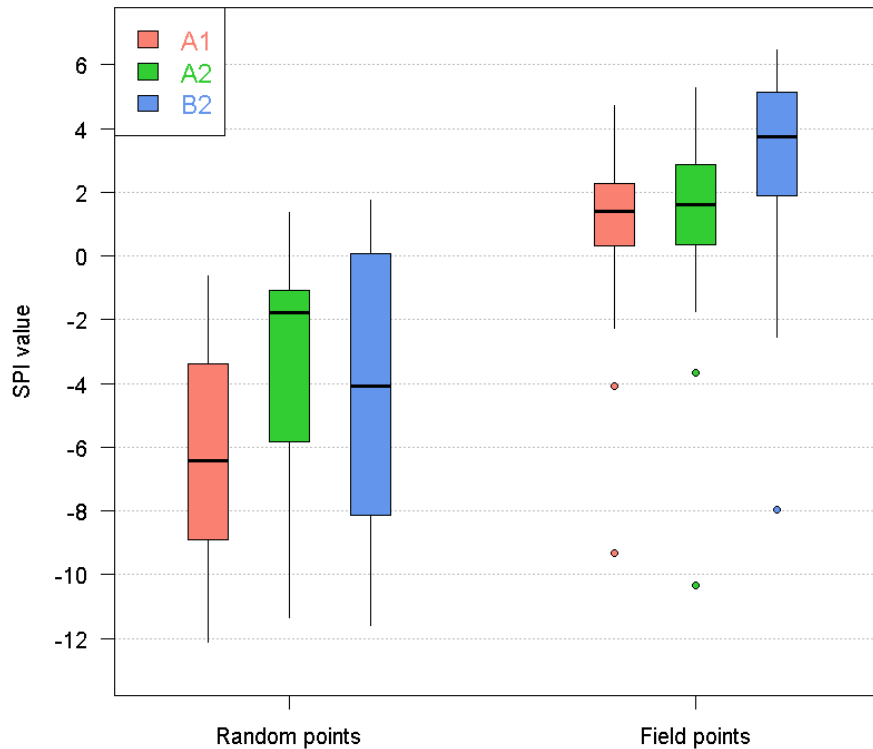 A1
A2
B2
6
4
2
0
-2
-4
-6
-8
-10
-12
SPI value
Random points
Field points